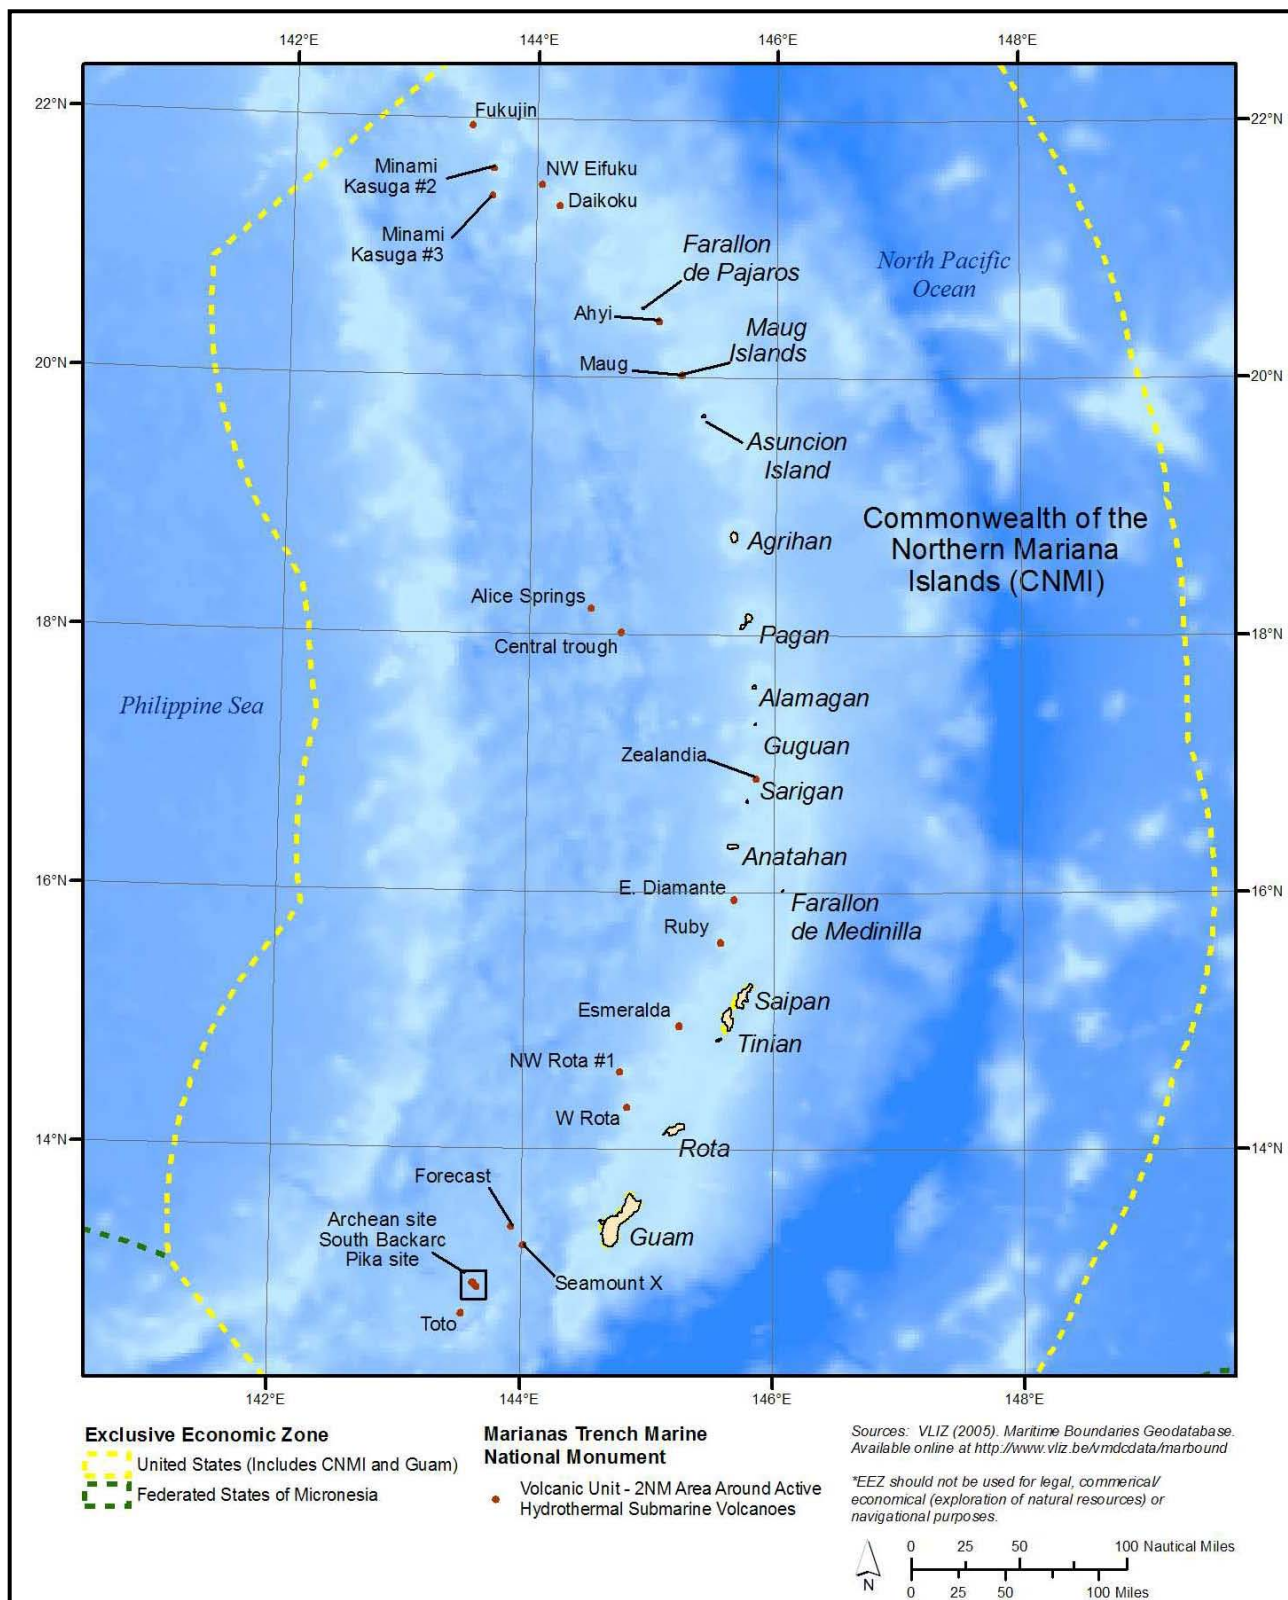 142°E
144°E
146°E
148°E
22°N
22°N
Fukujin
Minami
Kasuga #2
NW Eifuku
Daikoku
Minami
Kasuga #3
Farallon
de Pajaros
North Pacific
Ocean
Ahyi
Maug
Islands
Maug
20°N
20°N
Asuncion
Island
Commonwealth of the
Northern Mariana
Islands (CNMI)
Agrihan
Alice Springs
18°N
18°N
Central trough
Pagan
Philippine Sea
Alamagan
Guguan
Zealandia
Sarigan
Anatahan
16°N
16°N
E. Diamante
Farallon
de Medinilla
Ruby
Saipan
Esmeralda
Tinian
NW Rota #1
W Rota
14°N
14°N
Rota
Forecast
Archean site
South Backarc
Pika site
Guam
Seamount X
Toto
142°E
144°E
146°E
148°E
Exclusive Economic Zone
United States (Includes CNMI and Guam)
Federated States of Micronesia
Marianas Trench Marine
National Monument
Volcanic Unit - 2NM Area Around Active
Hydrothermal Submarine Volcanoes
Sources: VLIZ (2005). Maritime Boundaries Geodatabase.
Available online at http://www.vliz.be/vmdcdata/marbound
*EEZ should not be used for legal, commerical/
economical (exploration of natural resources) or
navigational purposes.
N
0 25 50 100 Nautical Miles
0 25 50 100 Miles